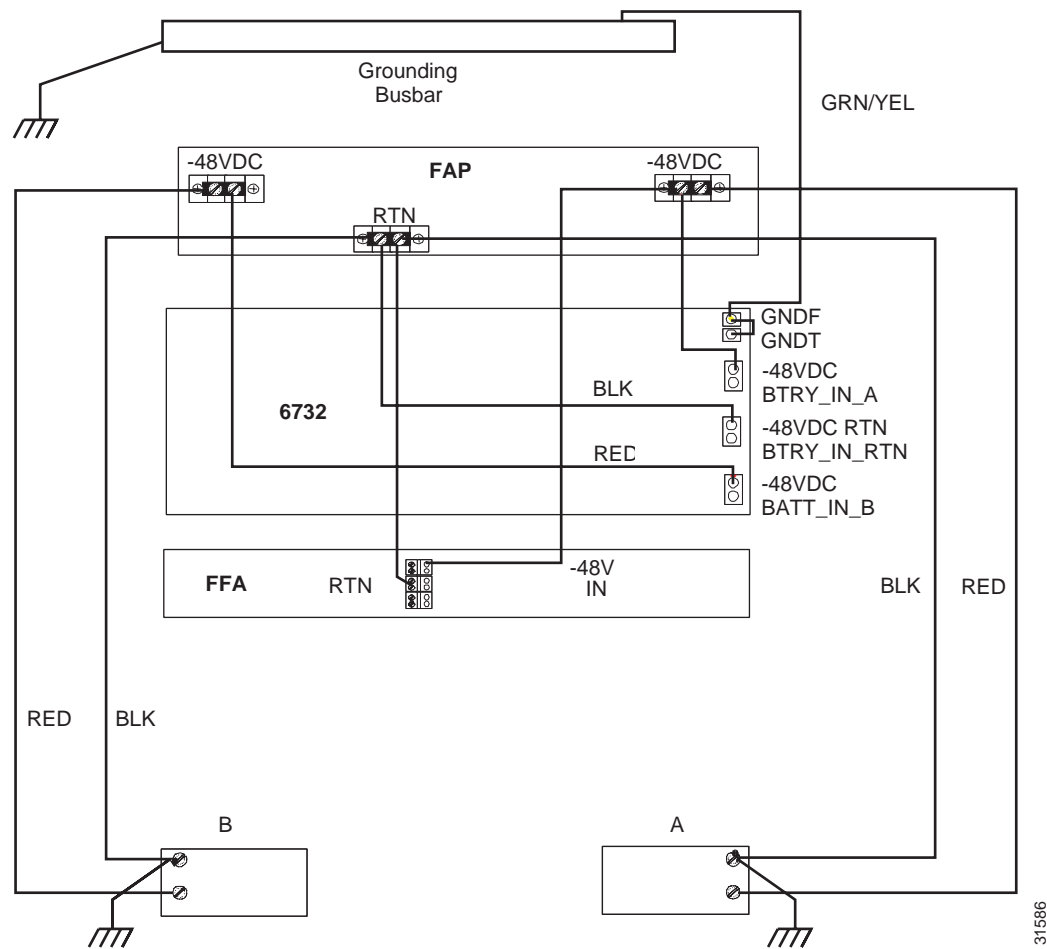 Grounding
Busbar
GRN/YEL
-48VDC
FAP
-48VDC
RTN
GNDF
GNDT
-48VDC
BTRY_IN_A
BLK
6732
-48VDC RTN
BTRY_IN_RTN
RED
-48VDC
BATT_IN_B
FFA
RTN
-48V
IN
BLK
RED
RED
BLK
B
A
31586